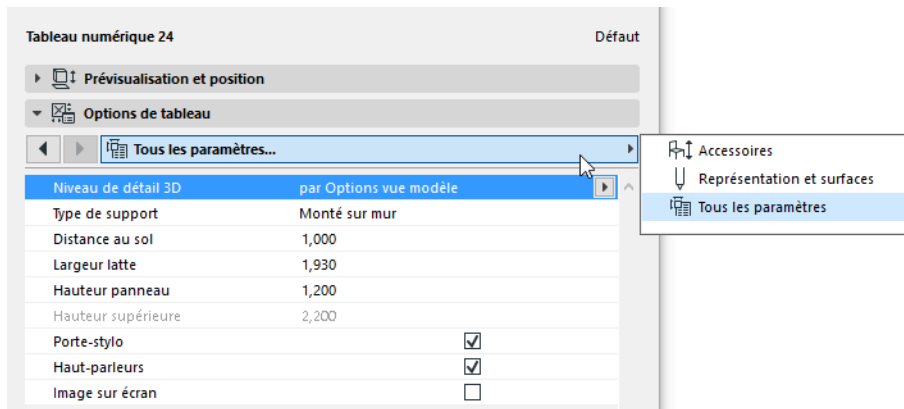 Tableau numérique 24 Défaut
Prévisualisation et position
Options de tableau
Tous les paramètres...
Accessoires
Représentation et surfaces
Tous les paramètres
Niveau de détail 3D par Options vue modèle
Type de support Monté sur mur
Distance au sol 1,000
Largeur latte 1,930
Hauteur panneau 1,200
Hauteur supérieure 2,200
Porte-stylo
Haut-parleurs
Image sur écran